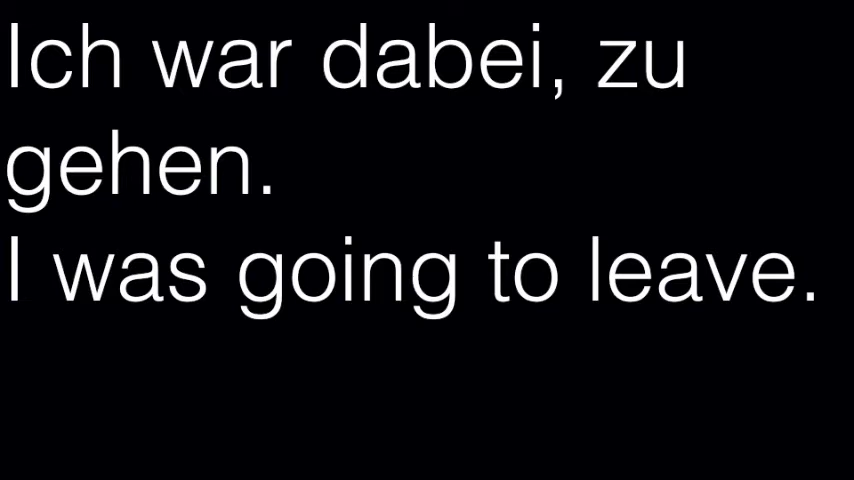 Ich war dabei, zu
gehen.
I was going to leave.